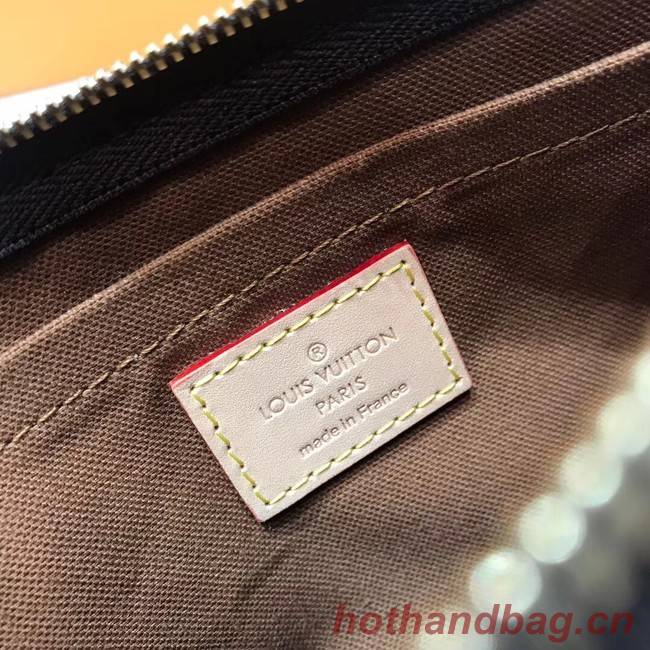 ®
LOUIS VUITTON
PARIS
made in France
hothandbag.cn